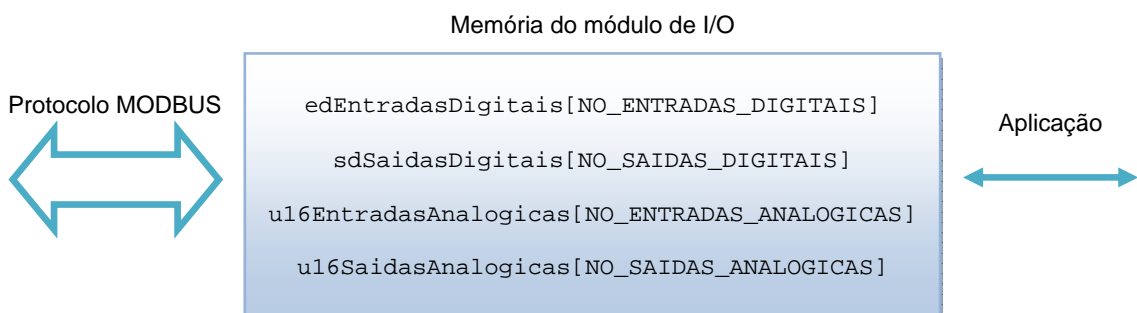 Memória do módulo de I/O
Protocolo MODBUS
edEntradasDigitais[NO_ENTRADAS_DIGITAIS]
sdSaidasDigitais[NO_SAIDAS_DIGITAIS]
u16EntradasAnalogicas[NO_ENTRADAS_ANALOGICAS]
u16SaidasAnalogicas[NO_SAIDAS_ANALOGICAS]
Aplicação